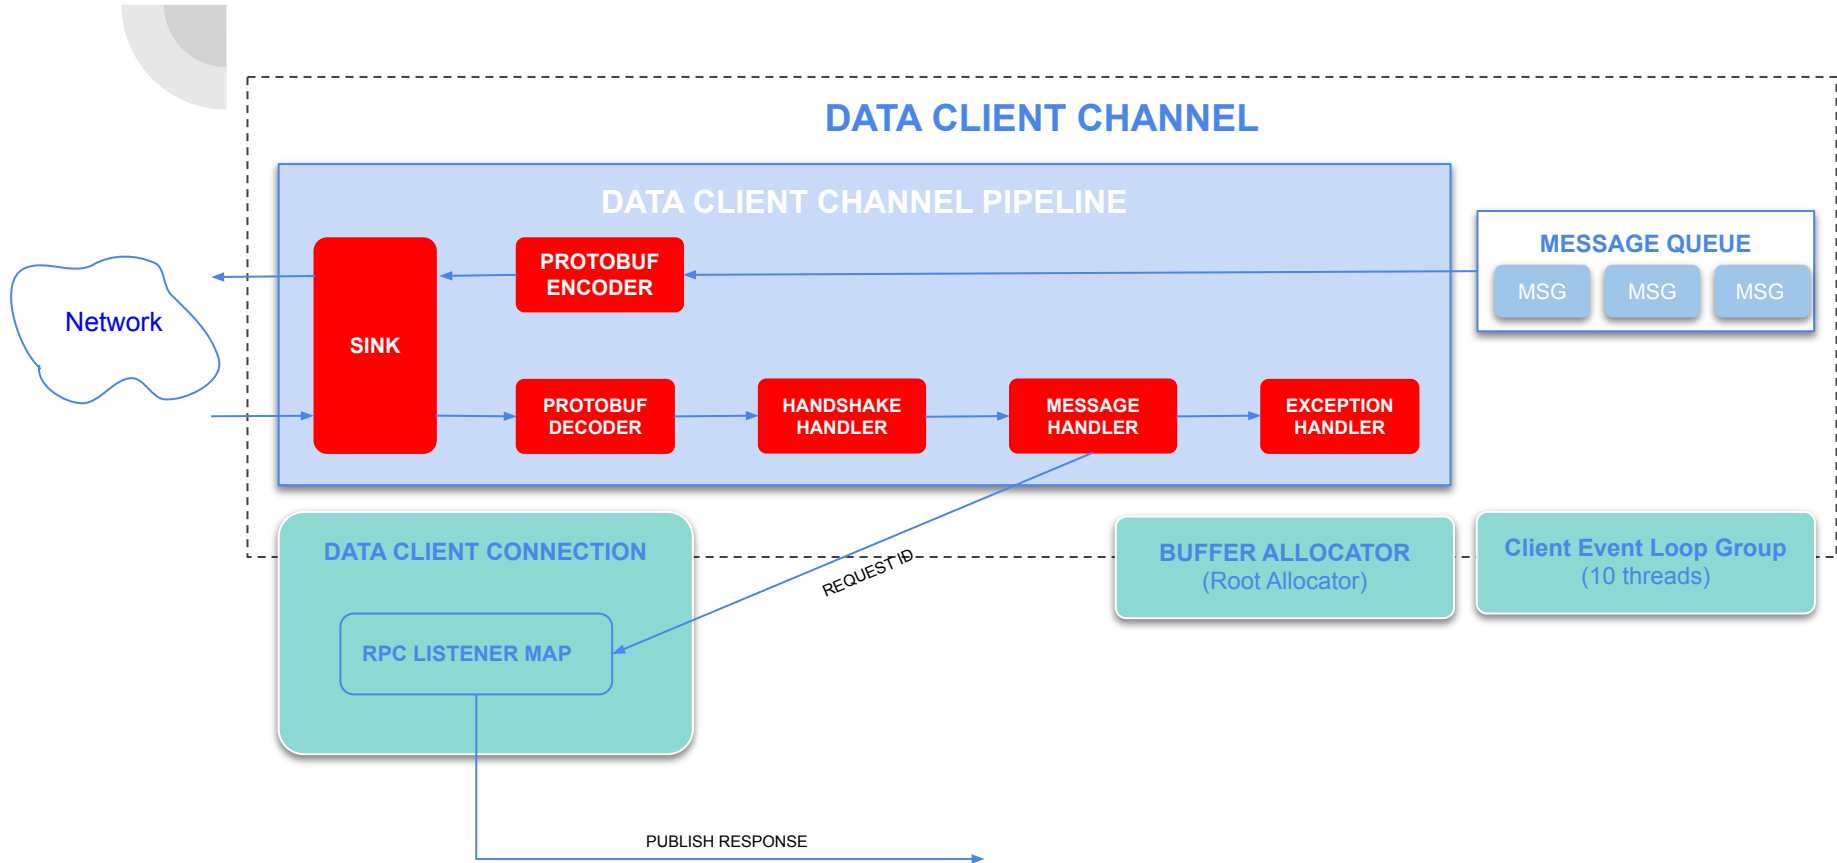 DATA CLIENT CHANNEL
DATA CLIENT CHANNEL PIPELINE
MESSAGE QUEUE
MSG MSG MSG
PROTOBUF
ENCODER
Network
SINK
PROTOBUF
DECODER
HANDSHAKE
HANDLER
MESSAGE
HANDLER
EXCEPTION
HANDLER
DATA CLIENT CONNECTION
REQUEST ID
BUFFER ALLOCATOR
(Root Allocator)
Client Event Loop Group
(10 threads)
RPC LISTENER MAP
PUBLISH RESPONSE